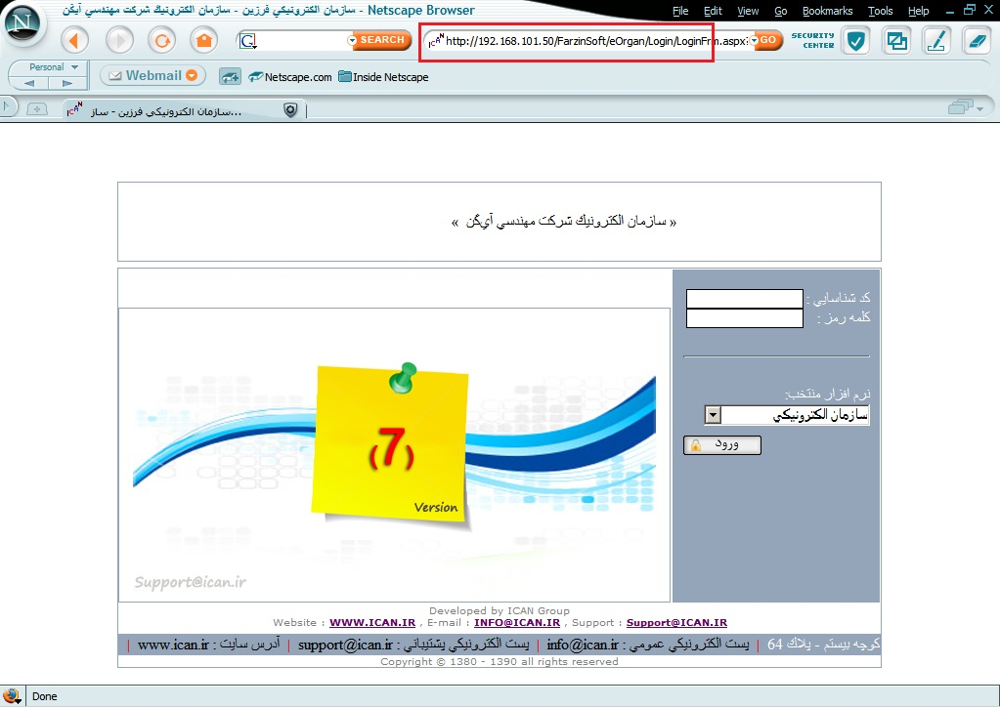 سازمان الكترونيكي فرزين - سازمان الكترونيك شركت مهندسي آيگن - Netscape Browser
File Edit View Go Bookmarks Tools Help
SEARCH
http://192.168.101.50/FarzinSoft/eOrgan/Login/LoginFrm.aspx?
GO
SECURITY CENTER
Personal
Webmail
Netscape.com
Inside Netscape
سازمان الكترونيكي فرزين - ساز...
« سازمان الكترونيك شركت مهندسي آيگن »
كد شناسايي :
كلمه رمز :
نرم افزار منتخب:
سازمان الكترونيكي
ورود
(7)
Version
Support@ican.ir
Developed by ICAN Group
Website : WWW.ICAN.IR , E-mail : INFO@ICAN.IR , Support : Support@ICAN.IR
كوچه بيستم - پلاك 64 | پست الكترونيكي عمومي : info@ican.ir | پست الكترونيكي پشتيباني : support@ican.ir | آدرس سايت : www.ican.ir |
Copyright © 1380 - 1390 all rights reserved
Done